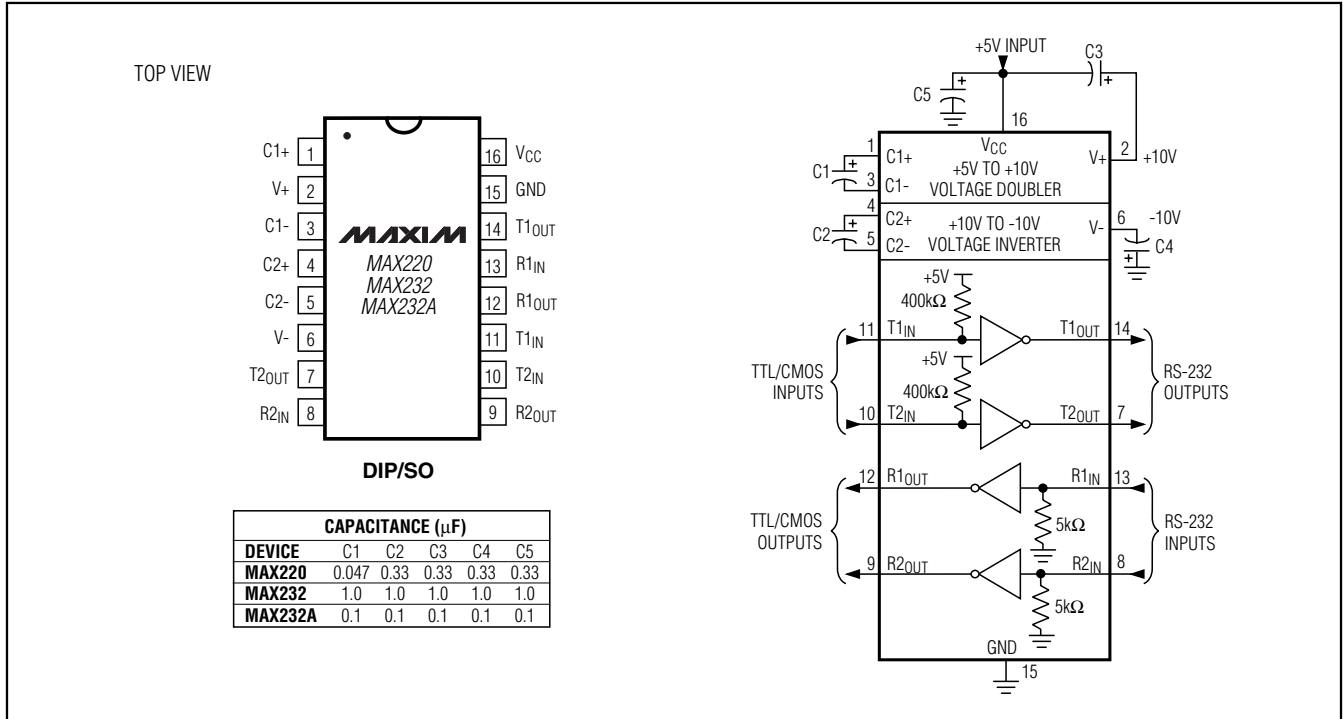 TOP VIEW
C1+ 1
V+ 2
C1- 3
C2+ 4
C2- 5
V- 6
T2OUT 7
R2IN 8
16 VCC
15 GND
14 T1OUT
13 R1IN
12 R1OUT
11 T1IN
10 T2IN
9 R2OUT
MAXIM
MAX220
MAX232
MAX232A
DIP/SO
CAPACITANCE (μF)
DEVICE C1 C2 C3 C4 C5
MAX220 0.047 0.33 0.33 0.33 0.33
MAX232 1.0 1.0 1.0 1.0 1.0
MAX232A 0.1 0.1 0.1 0.1 0.1
+5V INPUT
C3
+
+
C5
16
VCC
1
C1+
+
C1
3
C1-
+5V TO +10V
VOLTAGE DOUBLER
V+
2
+10V
4
C2+
+
C2
5
C2-
+10V TO -10V
VOLTAGE INVERTER
V-
6
-10V
C4
+
+5V
400kΩ
11
T1IN
T1OUT
14
+5V
400kΩ
TTL/CMOS
INPUTS
RS-232
OUTPUTS
10
T2IN
T2OUT
7
12
R1OUT
R1IN
13
5kΩ
TTL/CMOS
OUTPUTS
RS-232
INPUTS
9
R2OUT
R2IN
8
5kΩ
GND
15